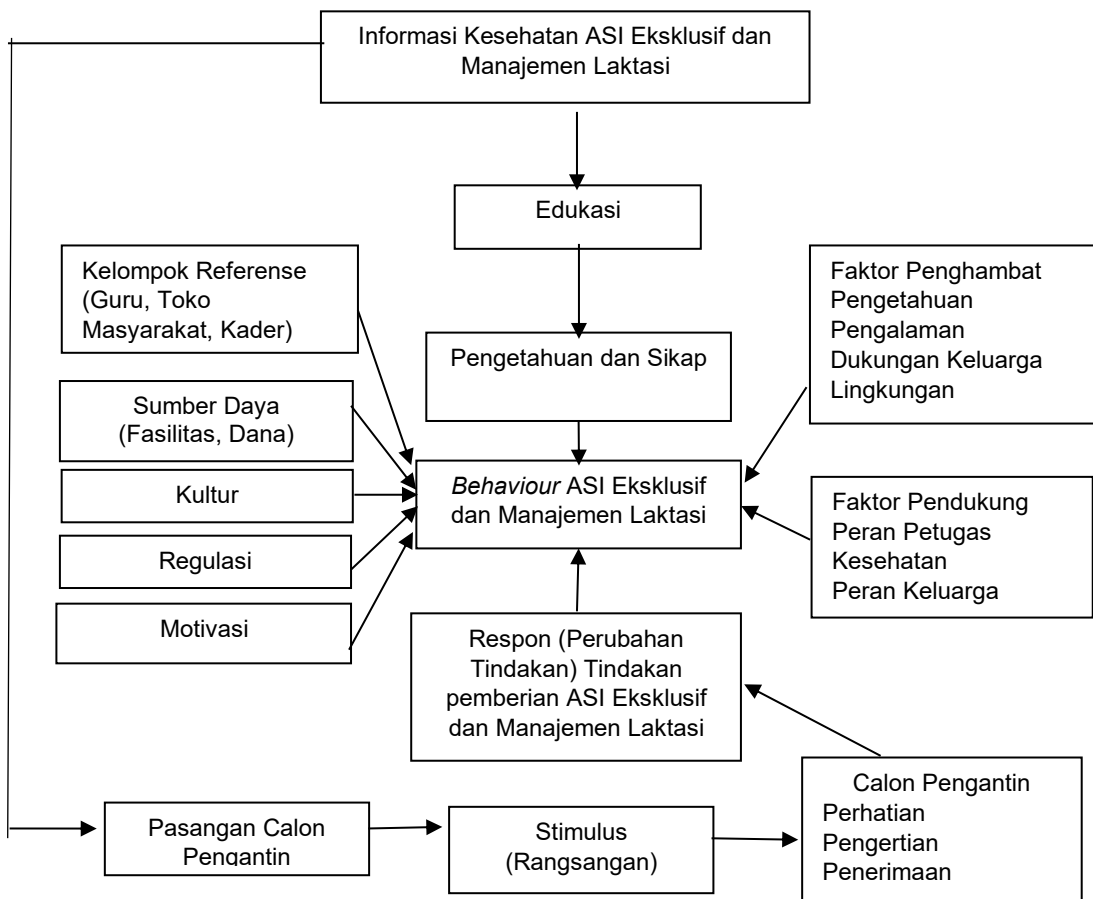 Informasi Kesehatan ASI Eksklusif dan
Manajemen Laktasi
Edukasi
Kelompok Referense
(Guru, Toko
Masyarakat, Kader)
Faktor Penghambat
Pengetahuan
Pengalaman
Dukungan Keluarga
Lingkungan
Pengetahuan dan Sikap
Sumber Daya
(Fasilitas, Dana)
Behaviour ASI Eksklusif
dan Manajemen Laktasi
Kultur
Faktor Pendukung
Peran Petugas
Kesehatan
Peran Keluarga
Regulasi
Motivasi
Respon (Perubahan
Tindakan) Tindakan
pemberian ASI Eksklusif
dan Manajemen Laktasi
Pasangan Calon
Pengantin
Stimulus
(Rangsangan)
Calon Pengantin
Perhatian
Pengertian
Penerimaan